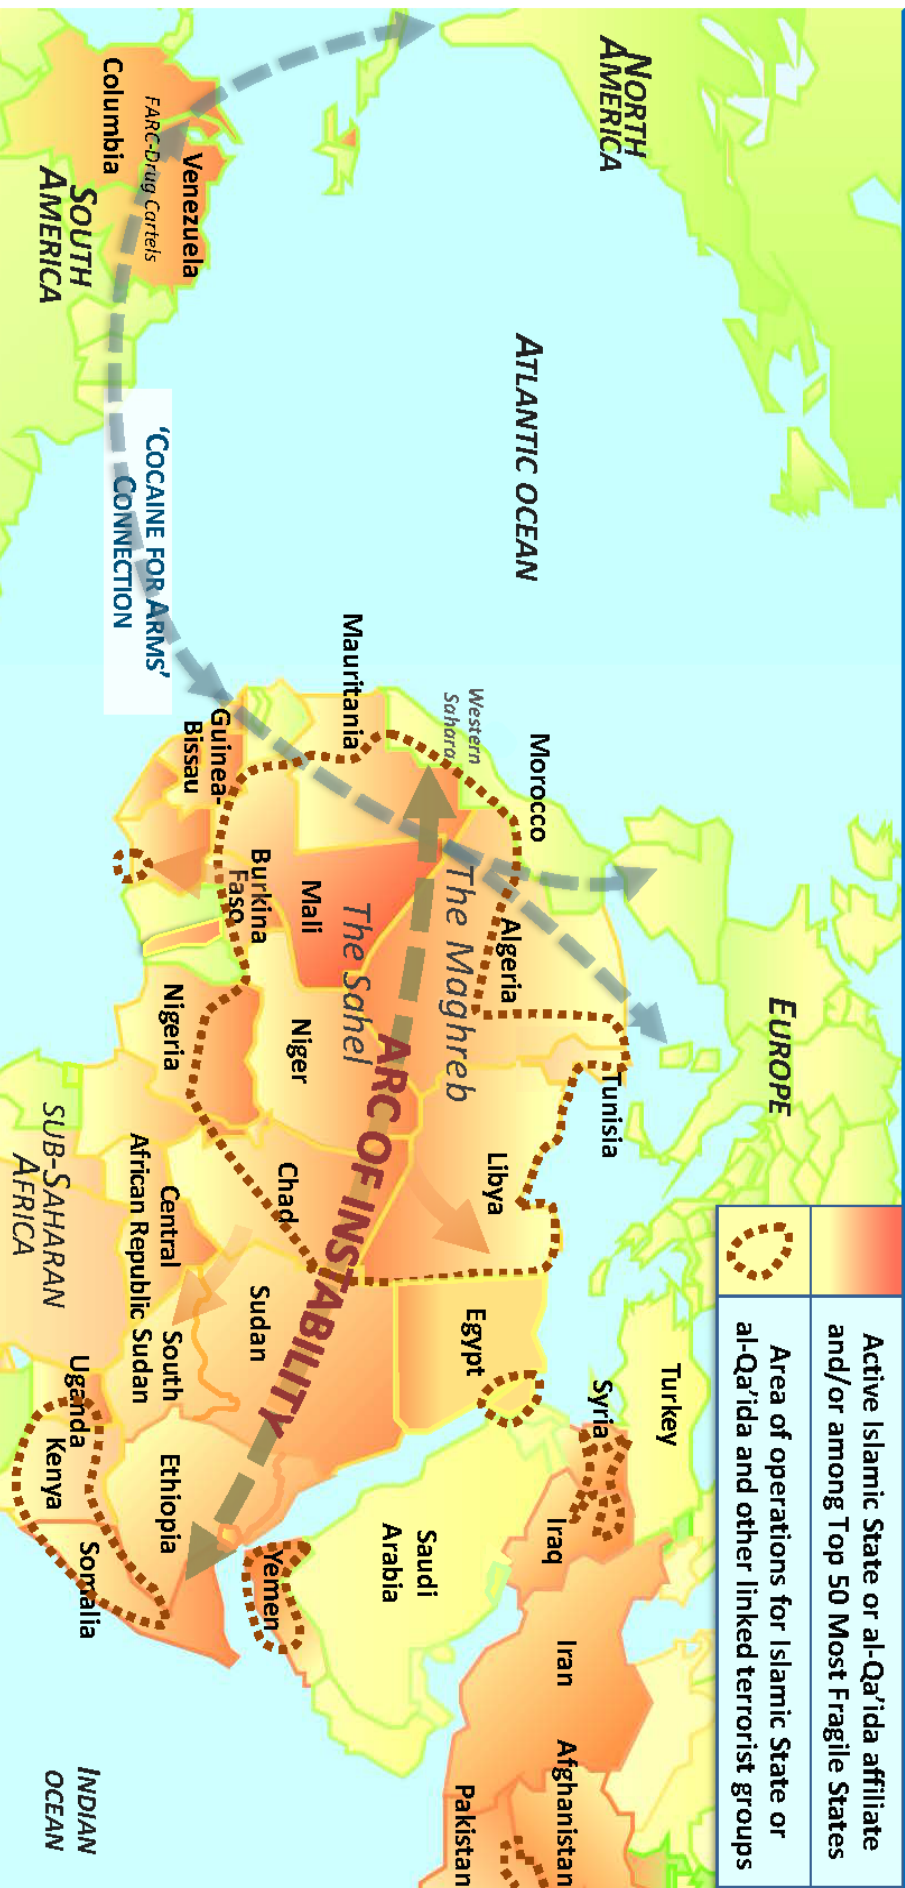 NORTH
AMERICA
ATLANTIC OCEAN
EUROPE
Active Islamic State or al-Qa'ida affiliate
and/or among Top 50 Most Fragile States
Area of operations for Islamic State or
al-Qa'ida and other linked terrorist groups
Columbia
FARC-Drug Cartels
Venezuela
SOUTH
AMERICA
'COCAINE FOR ARMS'
CONNECTION
Morocco
Western
Sahara
Mauritania
Algeria
Tunisia
Libya
Egypt
Syria
Turkey
Iraq
Iran
Afghanistan
Pakistan
Saudi
Arabia
Yemen
The Maghreb
The Sahel
ARC OF INSTABILITY
Mali
Niger
Chad
Sudan
Burkina
Faso
Guinea-
Bissau
Nigeria
Central
African Republic
South
Sudan
Ethiopia
Uganda
Kenya
Somalia
SUB-SAHARAN
AFRICA
INDIAN
OCEAN